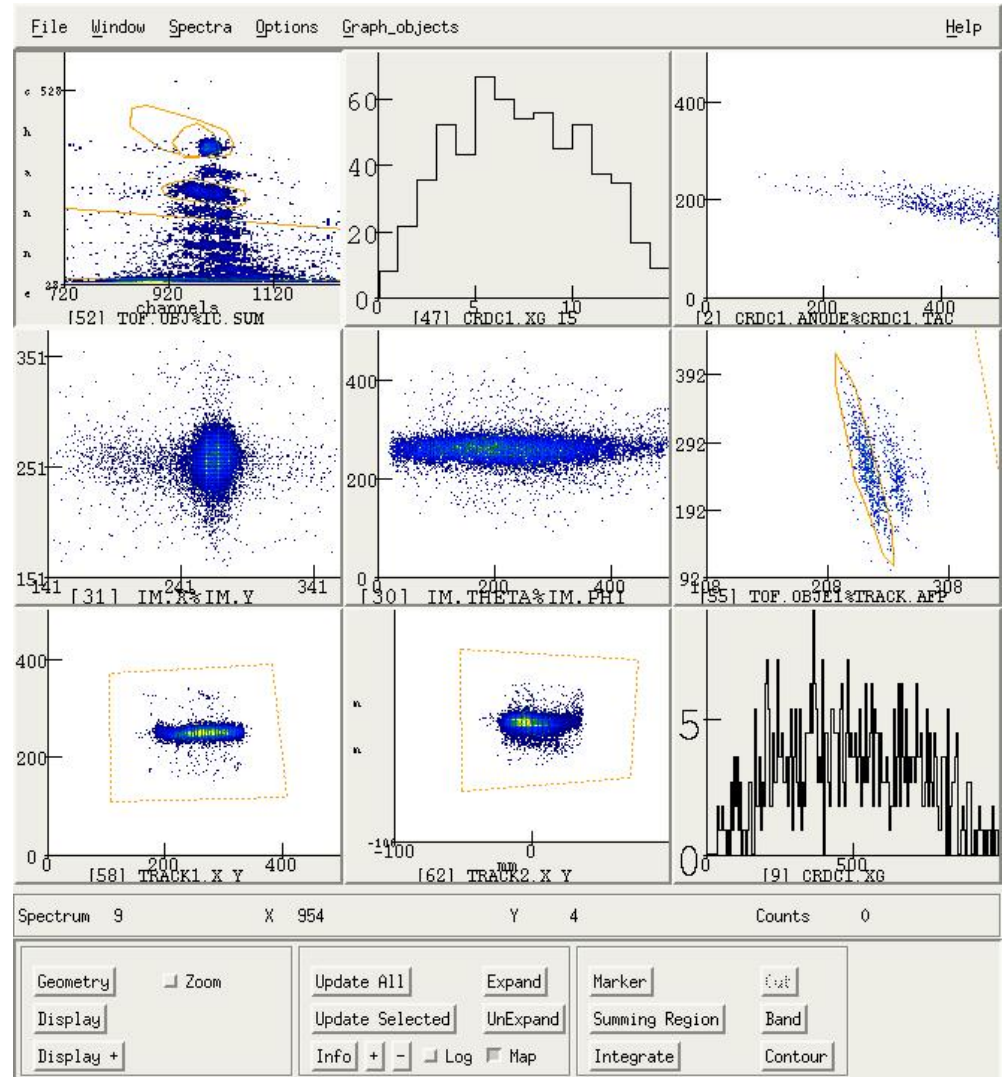 File Window Spectra Options Graph_objects Help
c 528
h
a
n
n
e
720 920 1120
channels
[52] TOF.OBJ%IC.SUM
60
40
20
0 5 10
[47] CRDC1.XG 15
400
200
0 200 400
[2] CRDC1.ANODE%CRDC1.TAC
351
251
151
141 241 341
[31] IM.X%IM.Y
400
200
0
200 400
[30] IM.THETA%IM.PHI
392
292
192
92
108 208 308
[55] TOF.OBJE1%TRACK.AFP
400
200
0 0 200 400
[58] TRACK1.X Y
m
m
-100
-100 0
mm
[62] TRACK2.X Y
5
0 0 500
[9] CRDC1.XG
Spectrum 9 X 954 Y 4 Counts 0
Geometry Zoom
Display
Display +
Update All Expand
Update Selected UnExpand
Info + - Log Map
Marker Cut
Summing Region Band
Integrate Contour